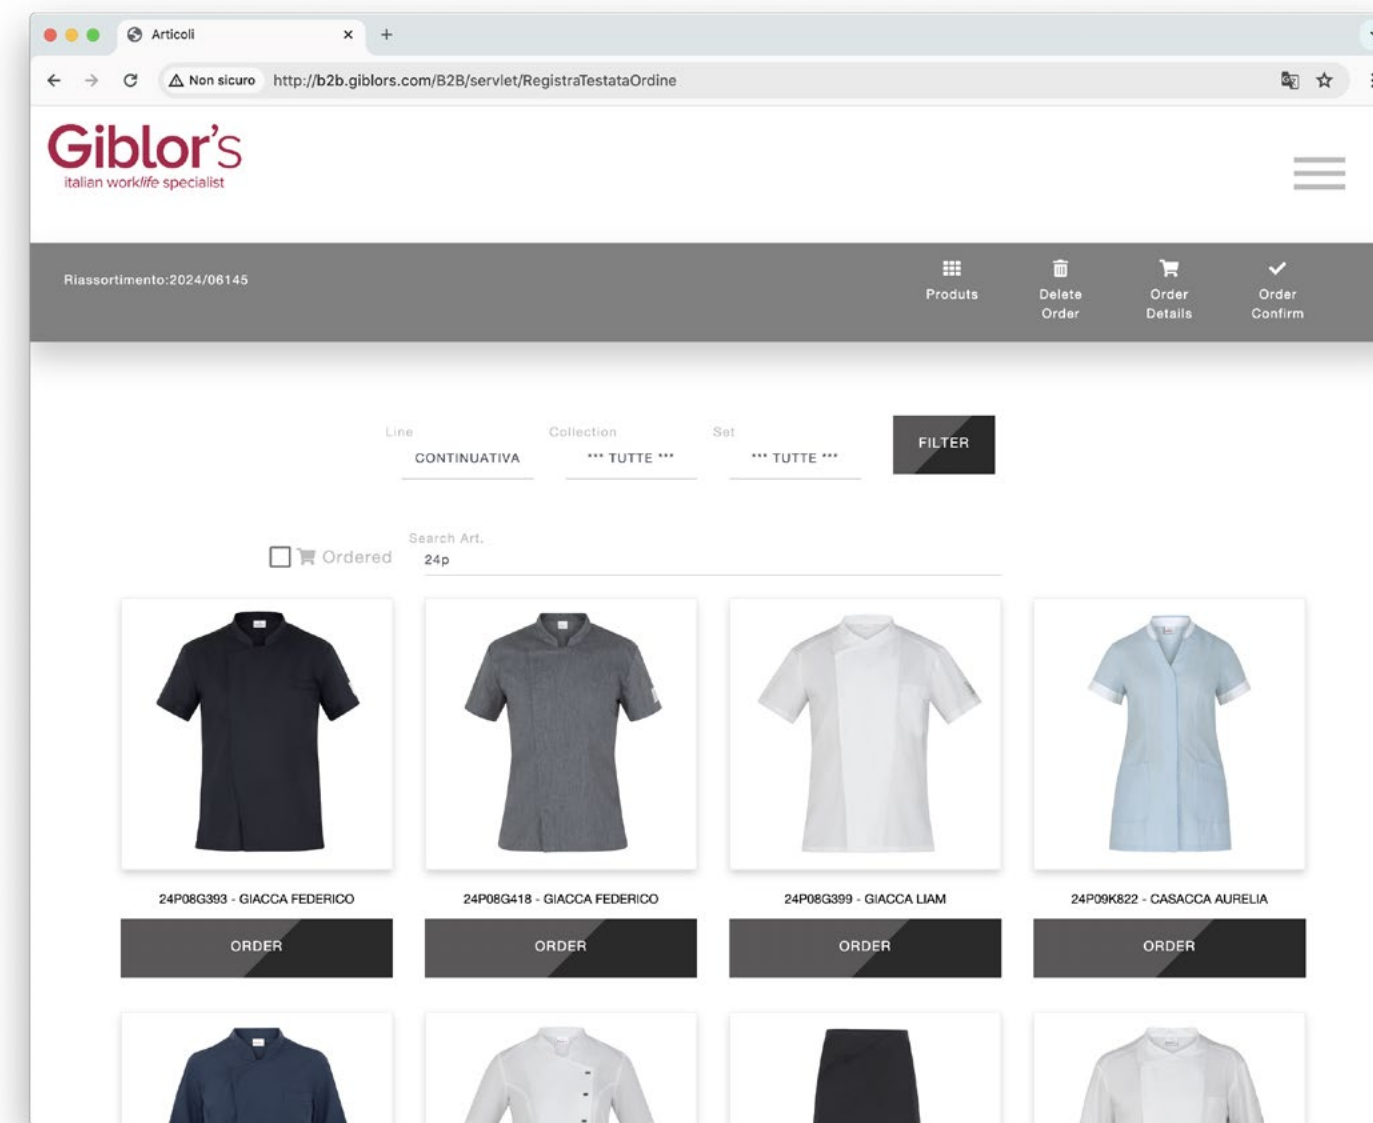 Articoli
Non sicuro http://b2b.giblors.com/B2B/servlet/RegistraTestataOrdine
Giblor's
italian worklife specialist
Riassortimento:2024/06145
Produts
Delete
Order
Order
Details
Order
Confirm
Line
CONTINUATIVA
Collection
*** TUTTE ***
Set
*** TUTTE ***
FILTER
Ordered
Search Art.
24p
24P08G393 - GIACCA FEDERICO
24P08G418 - GIACCA FEDERICO
24P08G399 - GIACCA LIAM
24P09K822 - CASACCA AURELIA
ORDER
ORDER
ORDER
ORDER